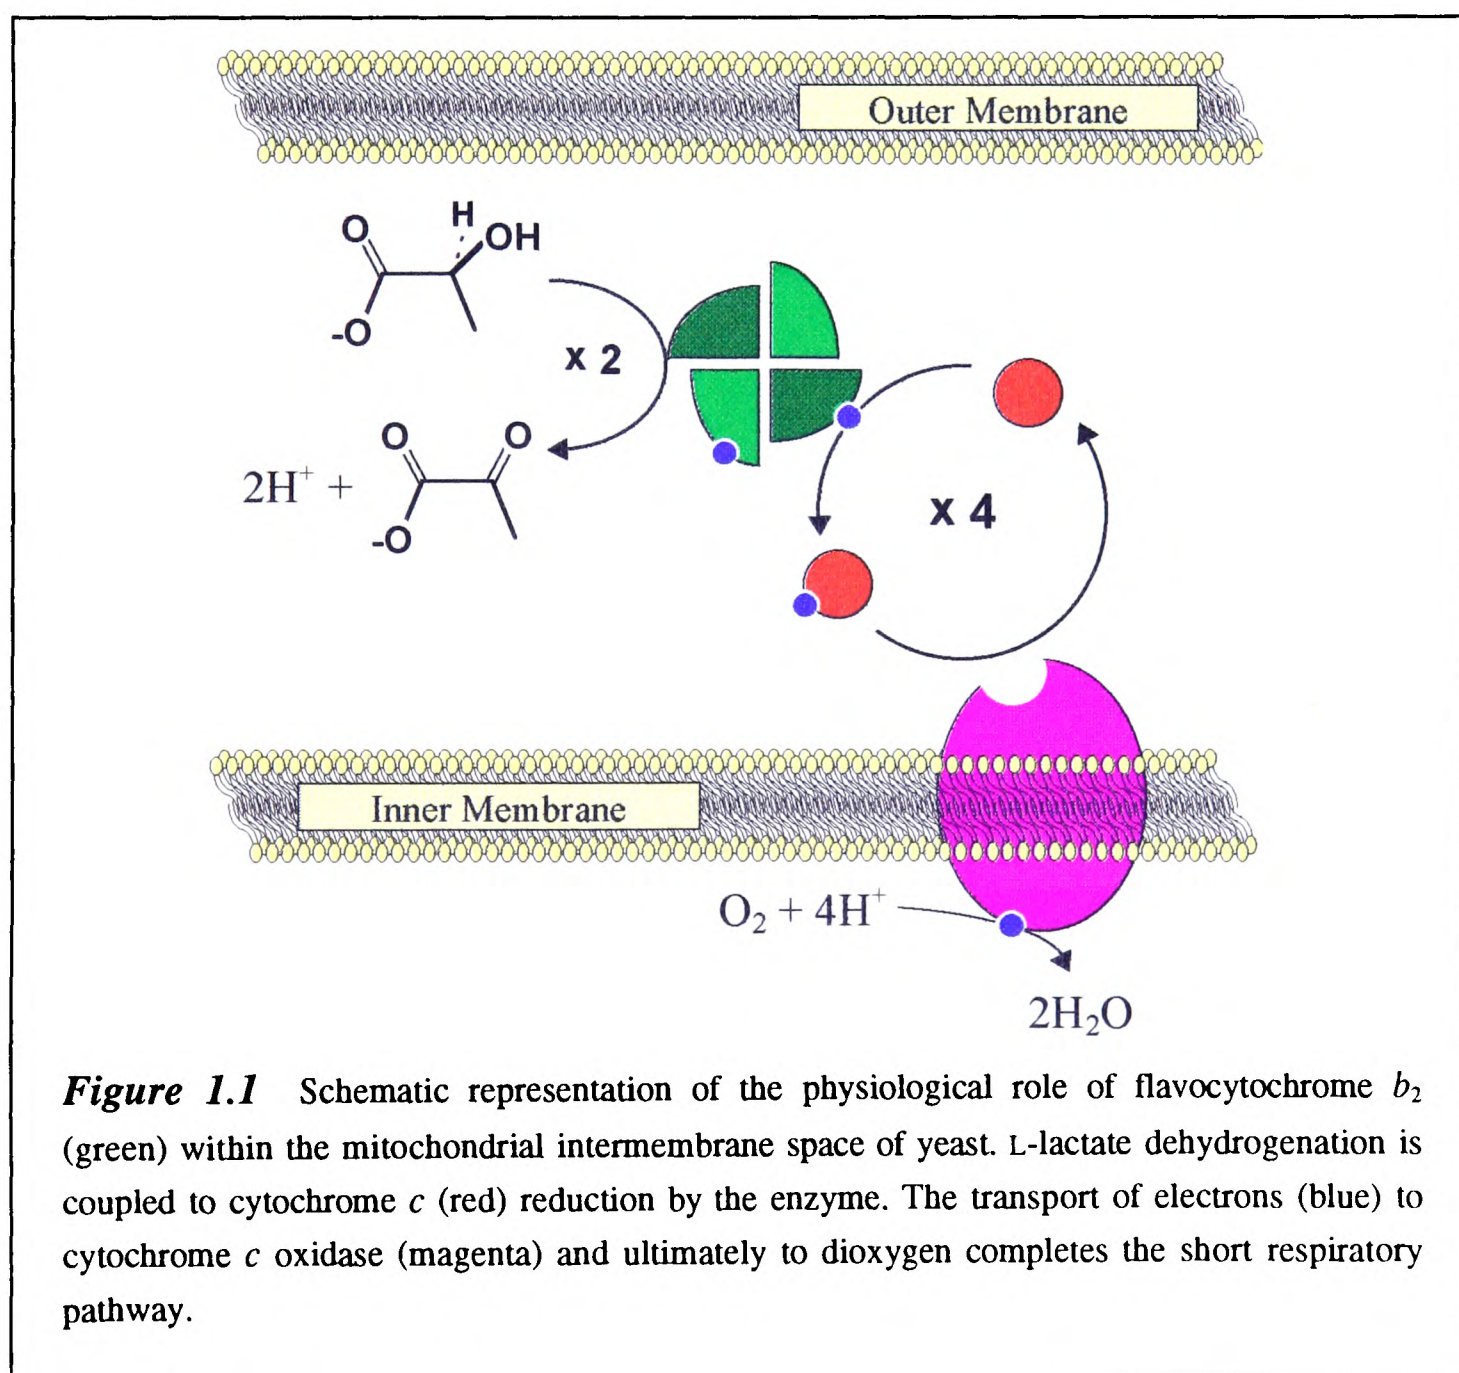 Outer Membrane
H
O
OH
-O
x 2
O
O
2H⁺ +
-O
x 4
Inner Membrane
O₂ + 4H⁺
2H₂O
Figure 1.1 Schematic representation of the physiological role of flavocytochrome b₂
(green) within the mitochondrial intermembrane space of yeast. L-lactate dehydrogenation is
coupled to cytochrome c (red) reduction by the enzyme. The transport of electrons (blue) to
cytochrome c oxidase (magenta) and ultimately to dioxygen completes the short respiratory
pathway.